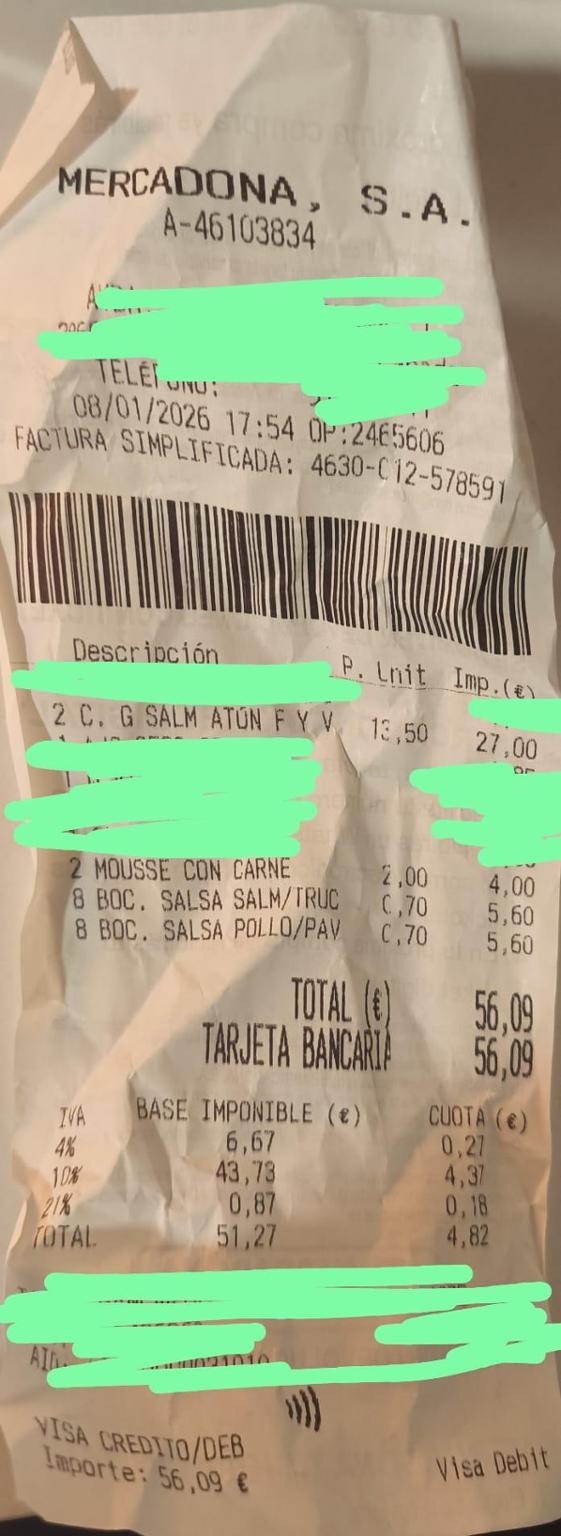 MERCADONA, S.A.
A-46103834
TELÉFONO:
08/01/2026 17:54 OP:2465606
FACTURA SIMPLIFICADA: 4630-C12-578591
Descripción P. Unit Imp.(€)
2 C. G SALM ATÚN F Y V 13,50 27,00
2 MOUSSE CON CARNE 2,00 4,00
8 BOC. SALSA SALM/TRUC 0,70 5,60
8 BOC. SALSA POLLO/PAV 0,70 5,60
TOTAL (€) 56,09
TARJETA BANCARIA 56,09
IVA BASE IMPONIBLE (€) CUOTA (€)
4% 6,67 0,27
10% 43,73 4,37
21% 0,87 0,18
TOTAL 51,27 4,82
VISA CREDITO/DEB
Importe: 56,09 € Visa Debit